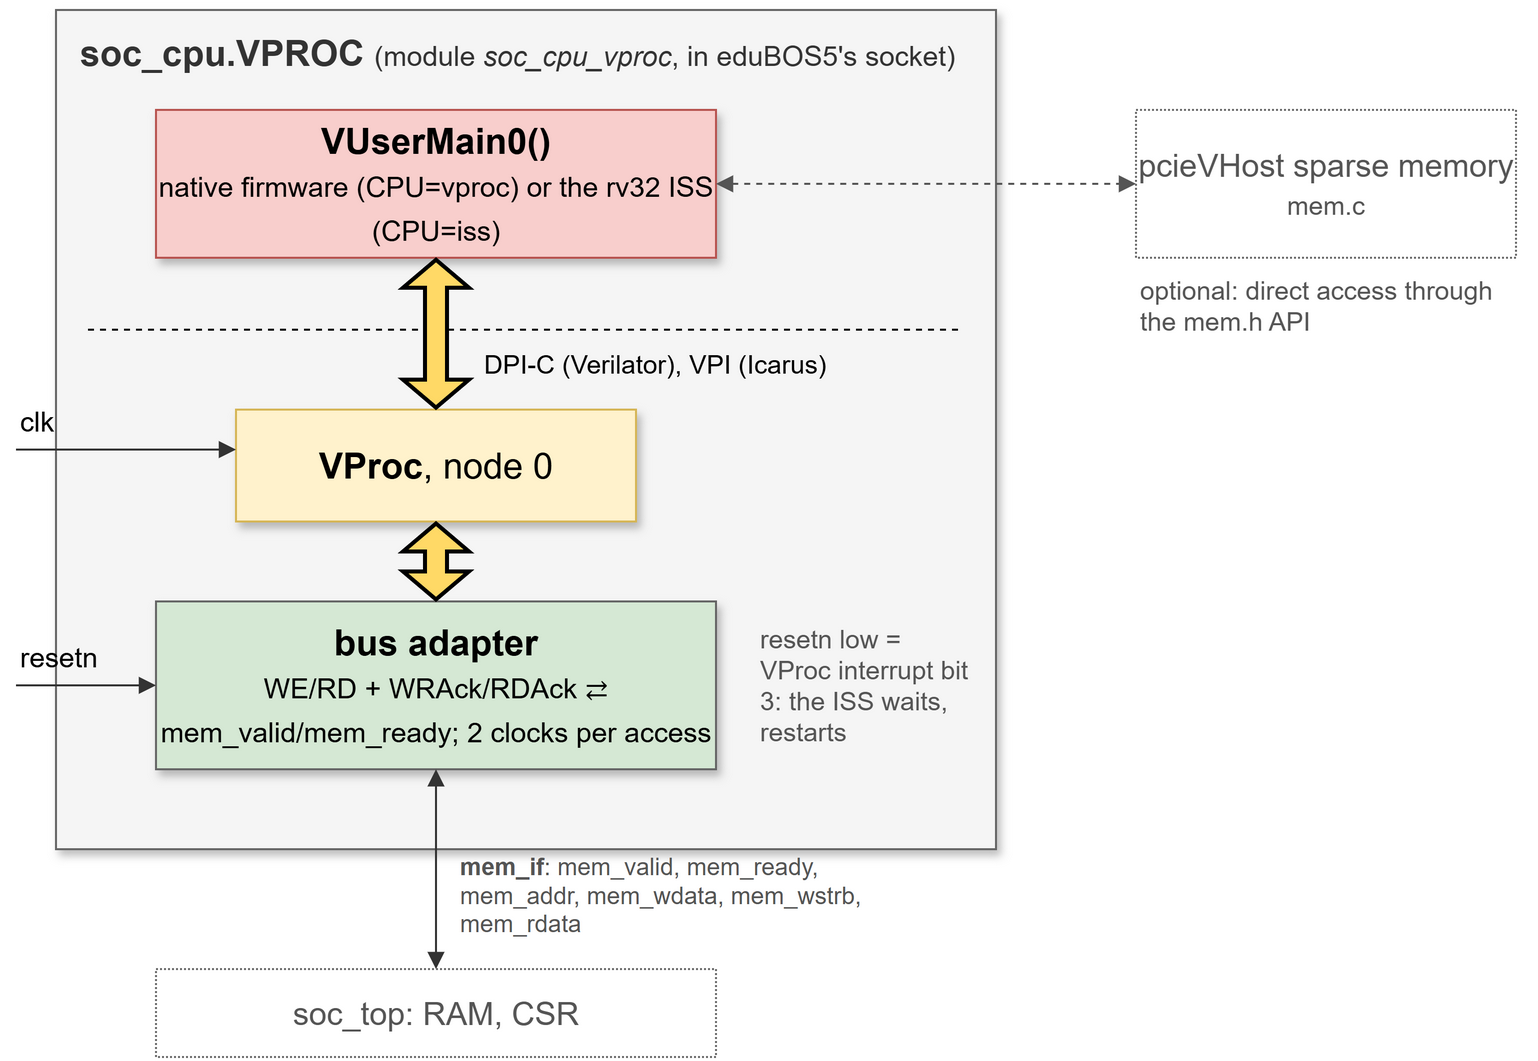 soc_cpu.VPROC (module soc_cpu_vproc, in eduBOS5's socket)
VUserMain0()
native firmware (CPU=vproc) or the rv32 ISS
(CPU=iss)
pcieVHost sparse memory
mem.c
optional: direct access through
the mem.h API
DPI-C (Verilator), VPI (Icarus)
clk
VProc, node 0
resetn
bus adapter
WE/RD + WRAck/RDAck ⇄
mem_valid/mem_ready; 2 clocks per access
resetn low =
VProc interrupt bit
3: the ISS waits,
restarts
mem_if: mem_valid, mem_ready,
mem_addr, mem_wdata, mem_wstrb,
mem_rdata
soc_top: RAM, CSR